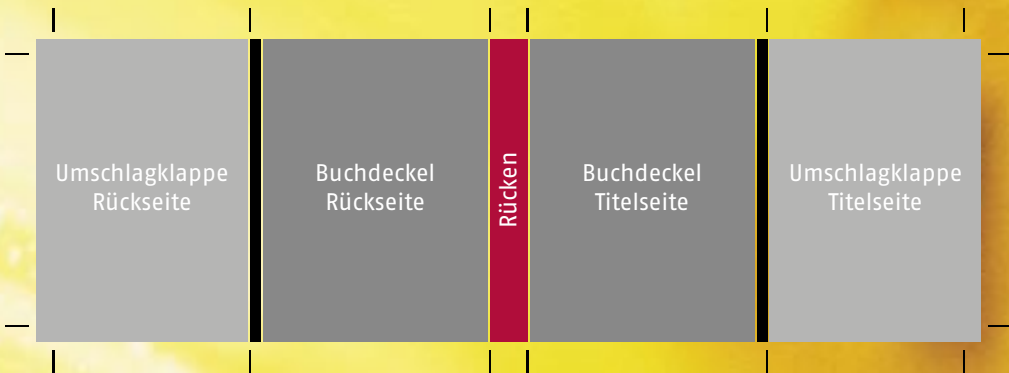 Umschlagklappe
Rückseite
Buchdeckel
Rückseite
Rücken
Buchdeckel
Titelseite
Umschlagklappe
Titelseite